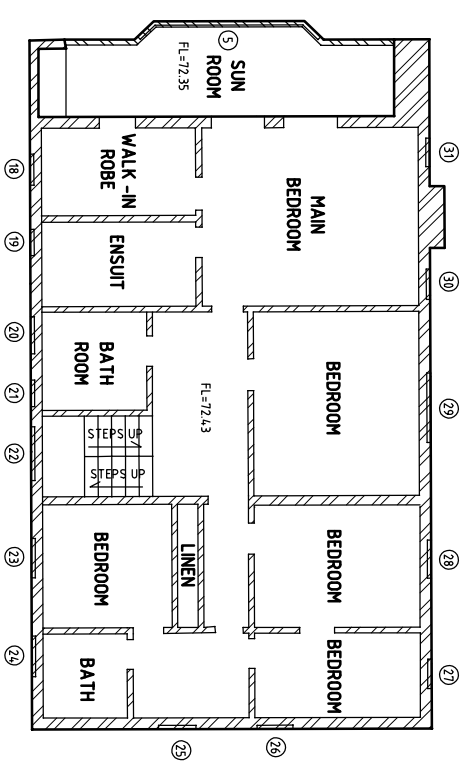 5
SUN
ROOM
FL=72.35
31
WALK -IN
ROBE
MAIN
BEDROOM
18
19
ENSUIT
30
20
BATH
ROOM
21
FL=72.43
BEDROOM
29
STEPS UP
STEPS UP
22
LINEN
BEDROOM
23
BEDROOM
28
BATH
24
BEDROOM
27
25
26